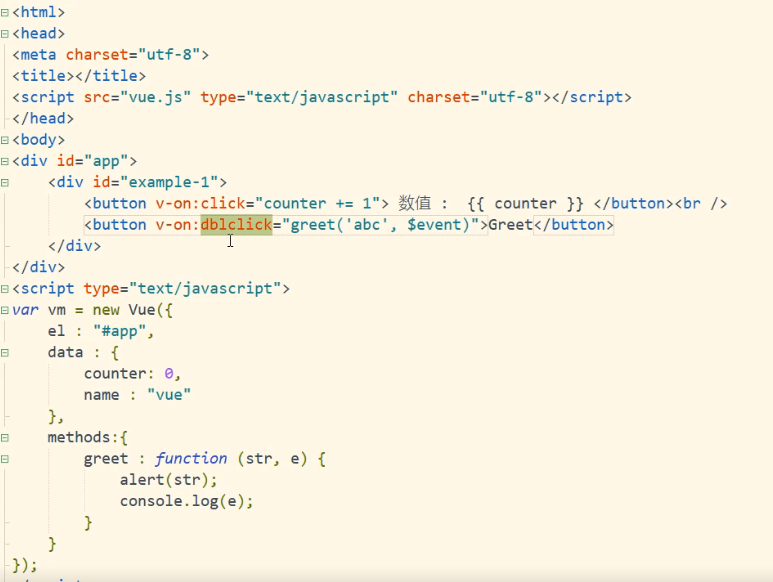 <html>
<head>
<meta charset="utf-8">
<title></title>
<script src="vue.js" type="text/javascript" charset="utf-8"></script>
</head>
<body>
<div id="app">
    <div id="example-1">
        <button v-on:click="counter += 1"> 数值 :  {{ counter }} </button><br />
        <button v-on:dblclick="greet('abc', $event)">Greet</button>
    </div>
</div>
<script type="text/javascript">
var vm = new Vue({
    el : "#app",
    data : {
        counter: 0,
        name : "vue"
    },
    methods:{
        greet : function (str, e) {
            alert(str);
            console.log(e);
        }
    }
});